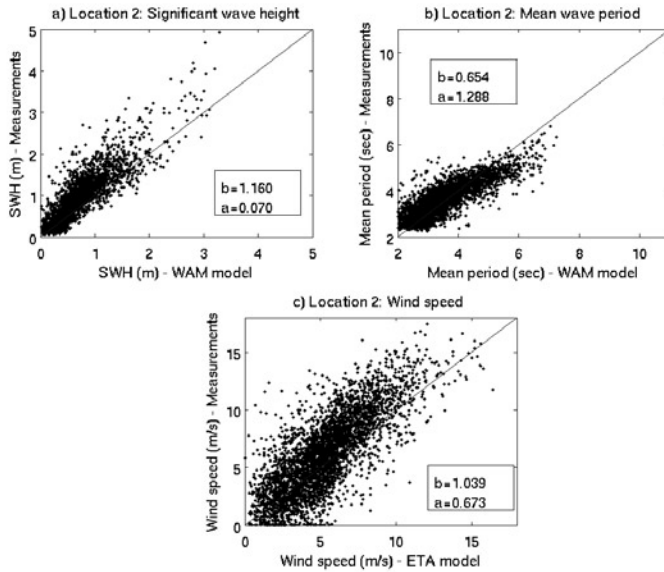 a) Location 2: Significant wave height
5
4
3
2
1
0
0 1 2 3 4 5
SWH (m) - Measurements
SWH (m) - WAM model
b=1.160
a=0.070
b) Location 2: Mean wave period
10
8
6
4
2
2 4 6 8 10
Mean period (sec) - Measurements
Mean period (sec) - WAM model
b=0.654
a=1.288
c) Location 2: Wind speed
15
10
5
0
0 5 10 15
Wind speed (m/s) - Measurements
Wind speed (m/s) - ETA model
b=1.039
a=0.673